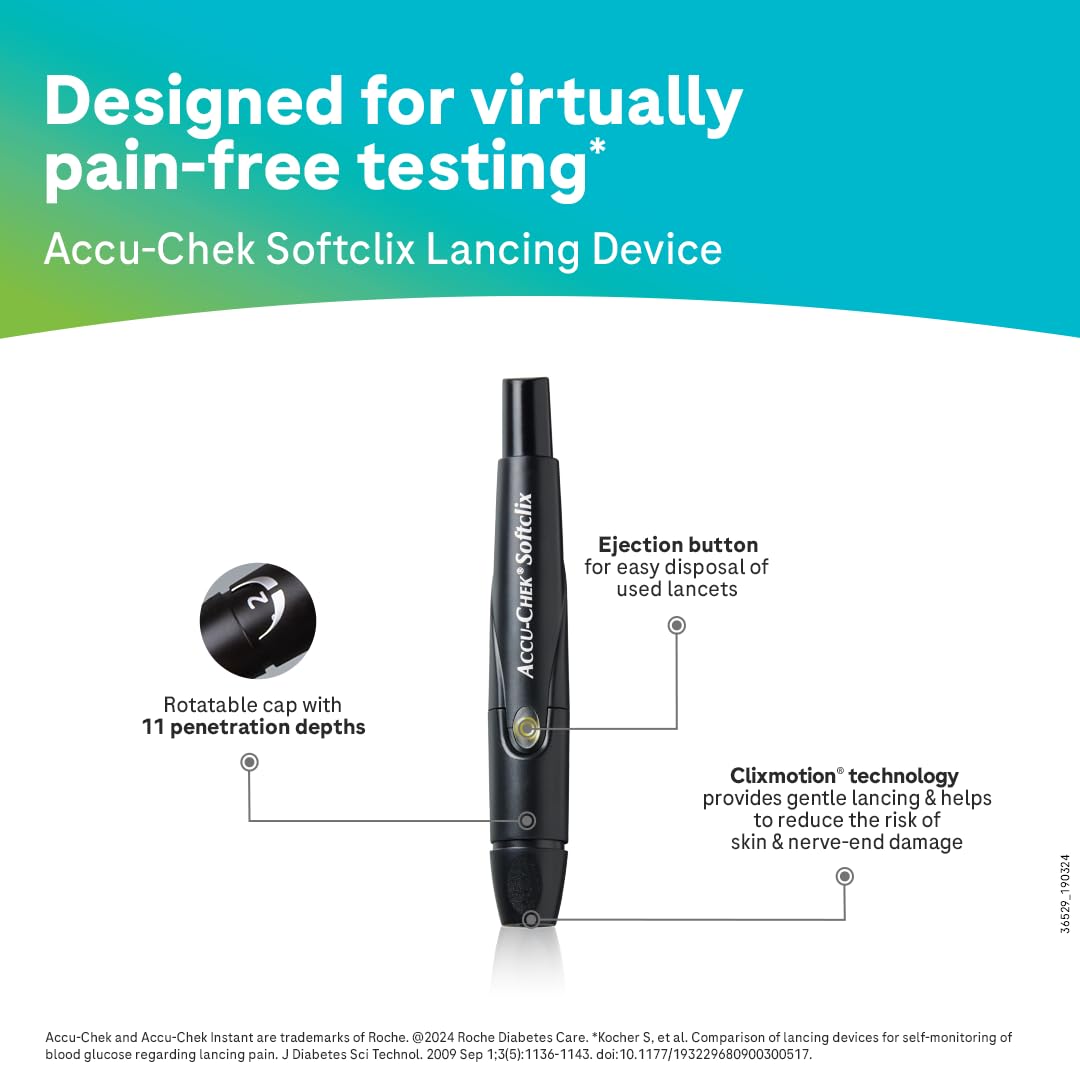 Designed for virtually
pain-free testing*
Accu-Chek Softclix Lancing Device
ACCU-CHEK® Softclix
Ejection button
for easy disposal of
used lancets
2
Rotatable cap with
11 penetration depths
Clixmotion® technology
provides gentle lancing & helps
to reduce the risk of
skin & nerve-end damage
36529_190324
Accu-Chek and Accu-Chek Instant are trademarks of Roche. @2024 Roche Diabetes Care. *Kocher S, et al. Comparison of lancing devices for self-monitoring of
blood glucose regarding lancing pain. J Diabetes Sci Technol. 2009 Sep 1;3(5):1136-1143. doi:10.1177/193229680900300517.